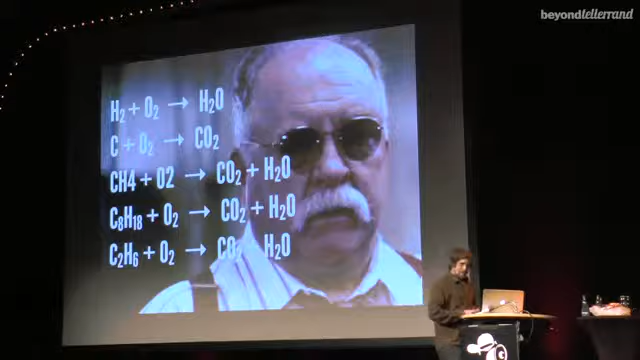 beyondtellerrand
H₂ + O₂ → H₂O
C + O₂ → CO₂
CH4 + O2 → CO₂ + H₂O
C₈H₁₈ + O₂ → CO₂ + H₂O
C₂H₆ + O₂ → CO₂ + H₂O